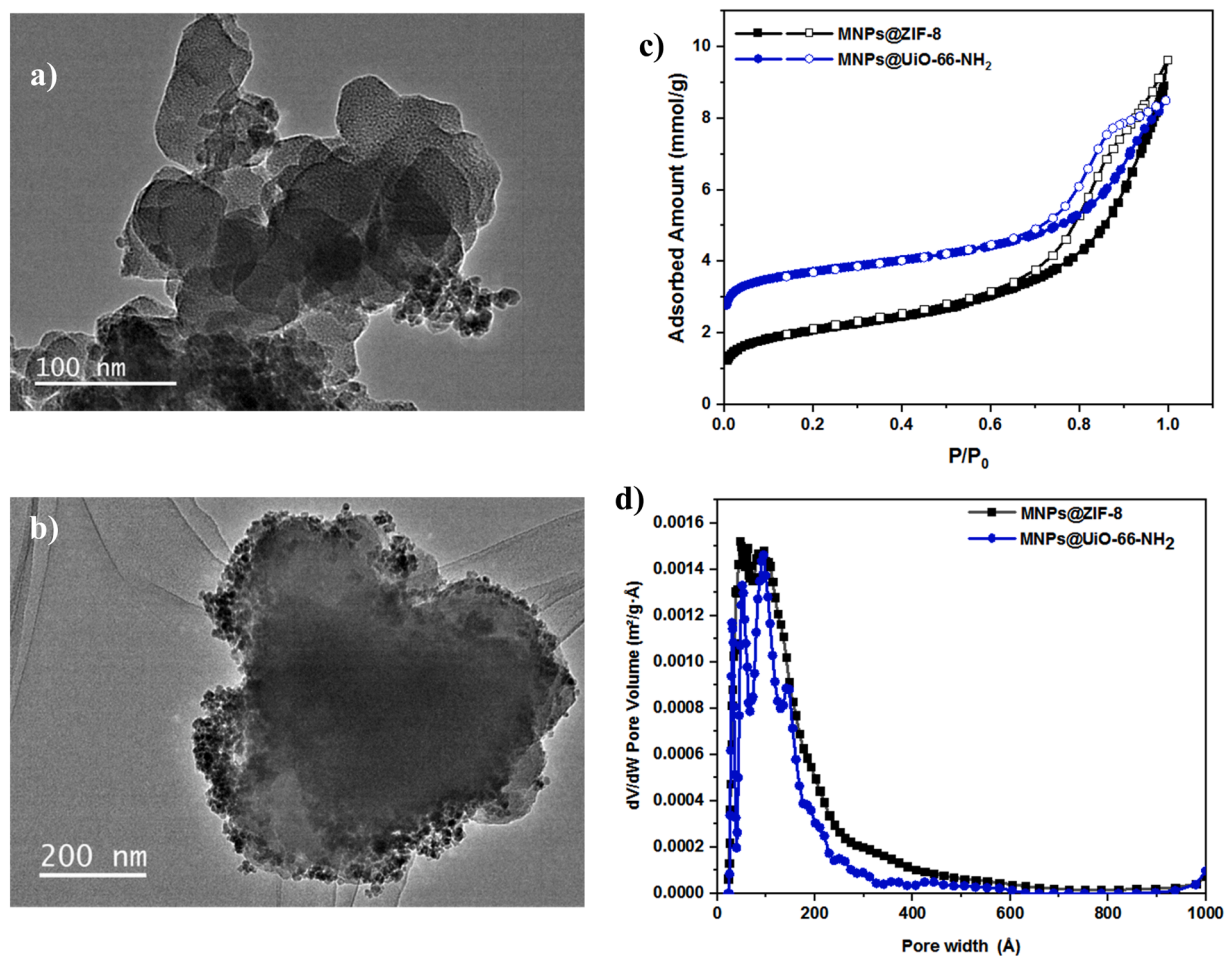 a)
100 nm
b)
200 nm
c)
MNPs@ZIF-8
MNPs@UiO-66-NH₂
Adsorbed Amount (mmol/g)
10
8
6
4
2
0
0.0 0.2 0.4 0.6 0.8 1.0
P/P₀
d)
MNPs@ZIF-8
MNPs@UiO-66-NH2
dV/dW Pore Volume (m²/g·Å)
0.0016
0.0014
0.0012
0.0010
0.0008
0.0006
0.0004
0.0002
0.0000
0 200 400 600 800 1000
Pore width (Å)